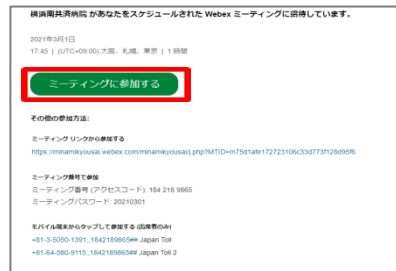 横浜南共済病院 があなたをスケジュールされた Webex ミーティングに招待しています。
2021年3月1日
17:45 | (UTC+09:00) 大阪、札幌、東京 | 1 時間
ミーティングに参加する
その他の参加方法:
ミーティング リンクから参加する
https://minamikyousai.webex.com/minamikyousai/j.php?MTID=m75d1afe172723106c33d773f128d95f6
ミーティング番号で参加
ミーティング番号 (アクセスコード): 184 218 9865
ミーティングパスワード: 20210301
モバイル端末からタップして参加する (出席者のみ)
+81-3-5050-1391,,1842189865## Japan Toll
+81-64-580-9115,,1842189865## Japan Toll 2